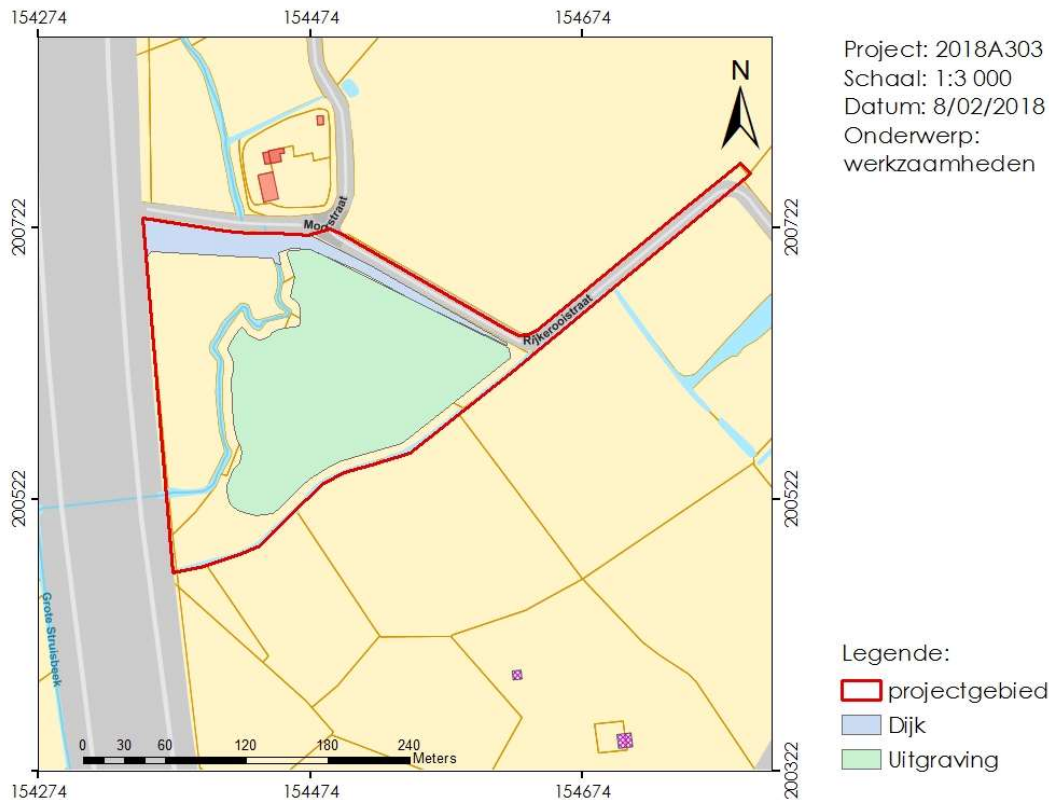 154274
154474
154674
Project: 2018A303
Schaal: 1:3 000
Datum: 8/02/2018
Onderwerp:
werkzaamheden
N
200722
200722
Rijkerooistraat
200522
200522
Grote Struisbeek
Legende:
projectgebied
Dijk
Uitgraving
0 30 60 120 180 240
Meters
200322
200322
154274
154474
154674